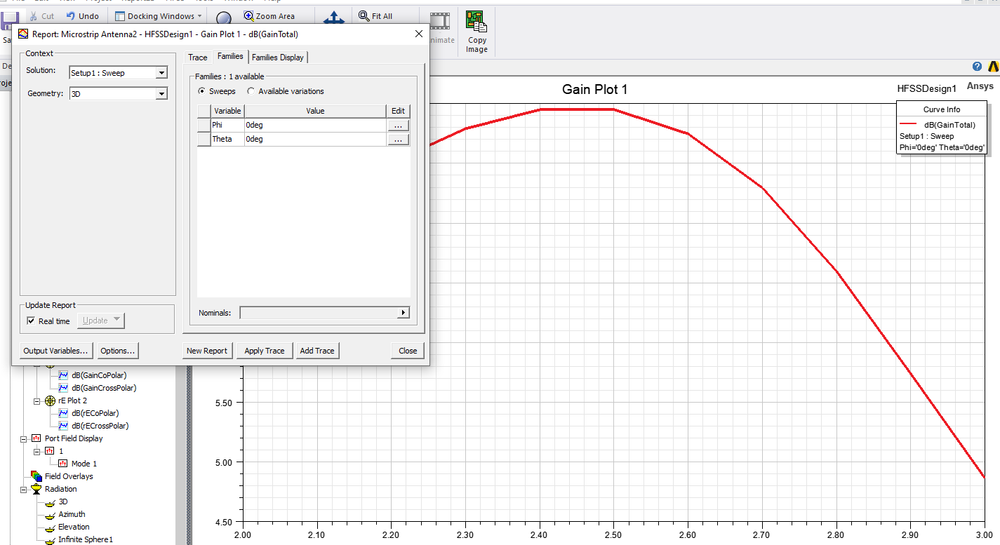 Cut
Undo
Docking Windows
Zoom Area
Fit All
Copy
Image
Report: Microstrip Antenna2 - HFSSDesign1 - Gain Plot 1 - dB(GainTotal)
Context
Solution:
Setup1 : Sweep
Geometry:
3D
Update Report
Real time
Update
Output Variables...
Options...
Trace
Families
Families Display
Families : 1 available
Sweeps
Available variations
Variable
Value
Edit
Phi
0deg
...
Theta
0deg
...
Nominals:
New Report
Apply Trace
Add Trace
Close
dB(GainCoPolar)
dB(GainCrossPolar)
rE Plot 2
dB(rECoPolar)
dB(rECrossPolar)
Port Field Display
1
Mode 1
Field Overlays
Radiation
3D
Azimuth
Elevation
Infinite Sphere1
Gain Plot 1
HFSSDesign1
Ansys
Curve Info
dB(GainTotal)
Setup1 : Sweep
Phi='0deg' Theta='0deg'
5.50
5.00
4.50
2.00
2.10
2.20
2.30
2.40
2.50
2.60
2.70
2.80
2.90
3.00